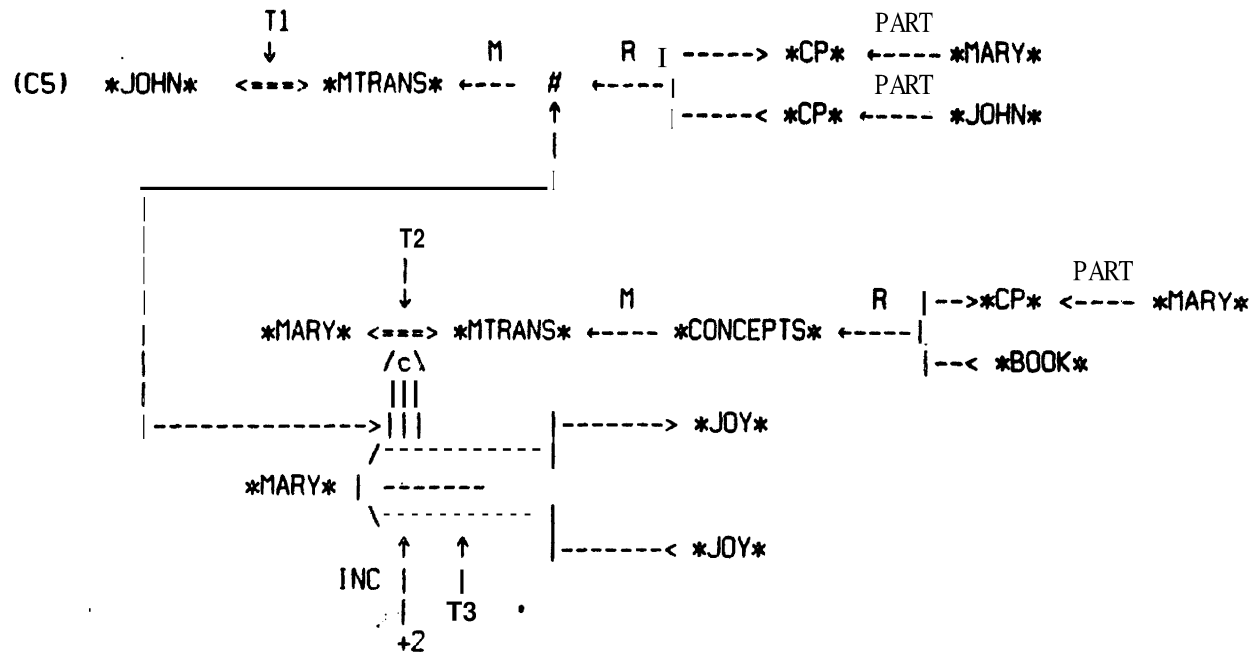 T1
M R PART
(C5) *JOHN* <===> *MTRANS* <---- # <---- I -----> *CP* <----- *MARY*
PART
-----< *CP* <----- *JOHN*
T2
PART
M R -->*CP* <---- *MARY*
*MARY* <===> *MTRANS* <---- *CONCEPTS* <----
/c\ --< *BOOK*
-------------> -------> *JOY*
*MARY*
-------< *JOY*
INC
T3
+2